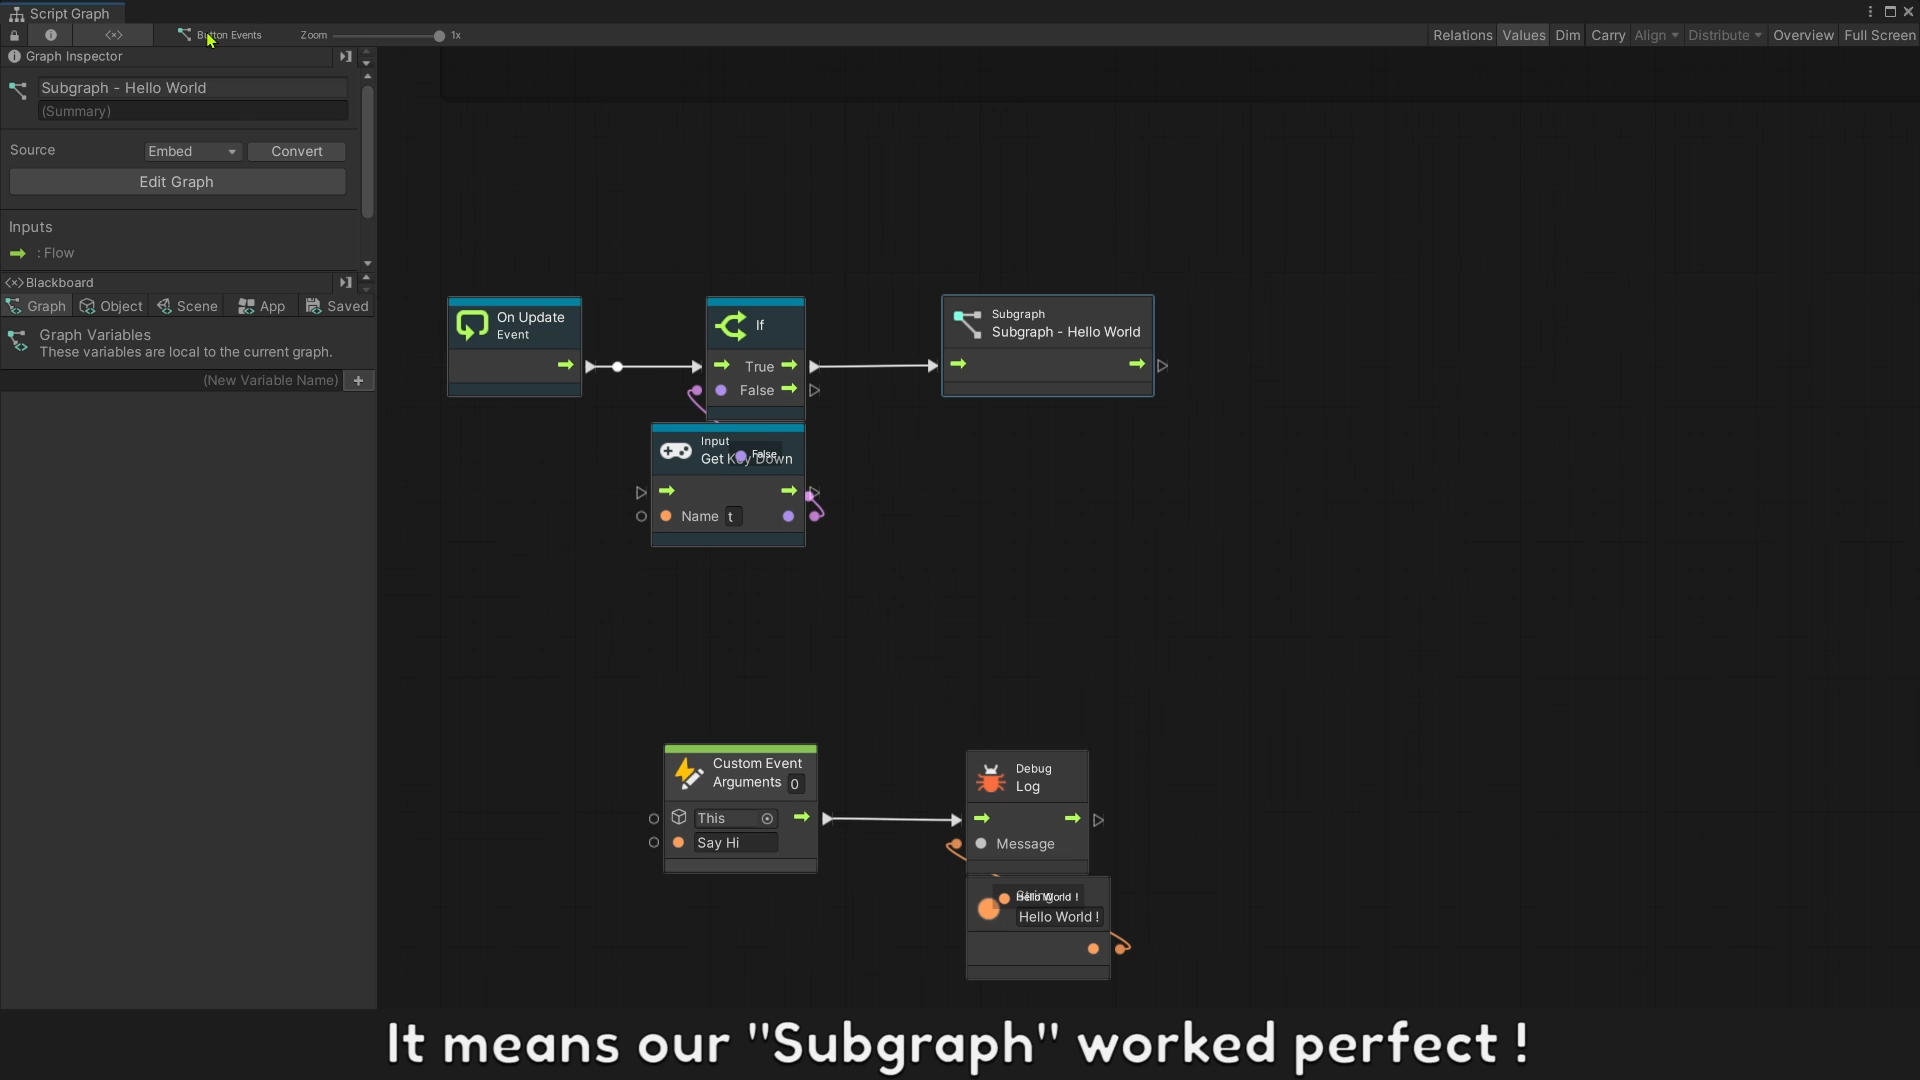 Script Graph
Button Events
Zoom
1x
Relations
Values
Dim
Carry
Align
Distribute
Overview
Full Screen
Graph Inspector
Subgraph - Hello World
(Summary)
Source
Embed
Convert
Edit Graph
Inputs
: Flow
Blackboard
Graph
Object
Scene
App
Saved
Graph Variables
These variables are local to the current graph.
(New Variable Name)
On Update
Event
If
True
False
Subgraph
Subgraph - Hello World
Input
Get Key Down
False
Name t
Custom Event
Arguments 0
This
Say Hi
Debug
Log
Message
Hello World !
Hello World !
It means our "Subgraph" worked perfect !